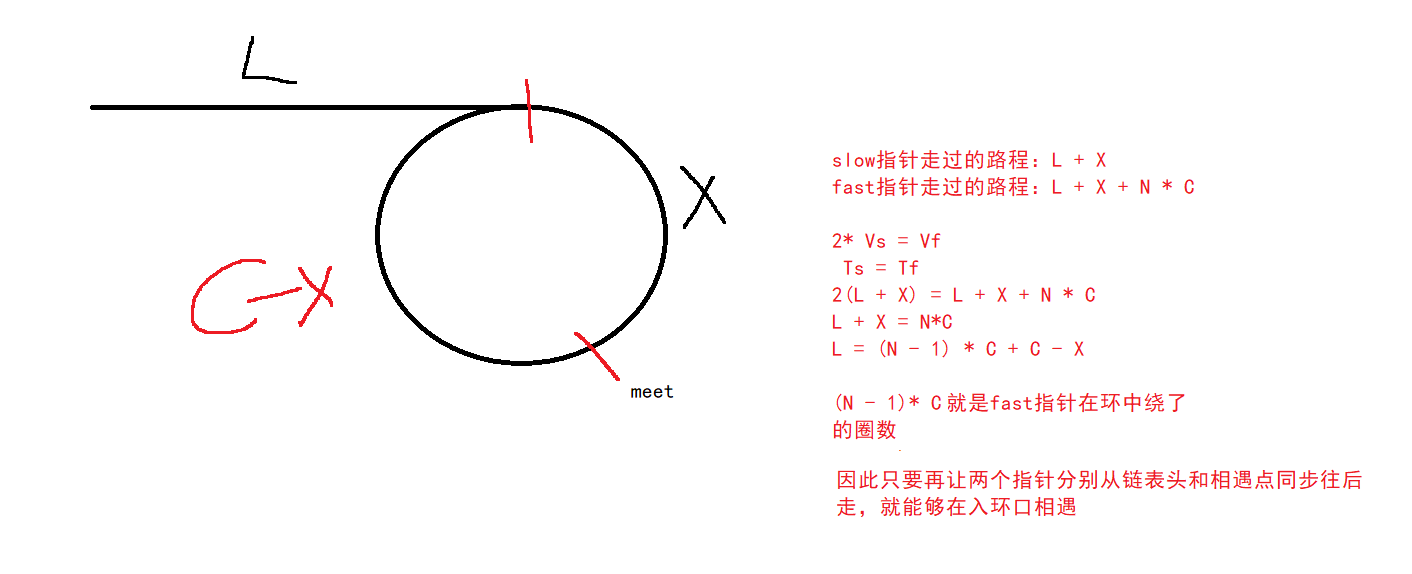 L
X
C-X
meet
slow指针走过的路程: L + X
fast指针走过的路程: L + X + N * C
2* Vs = Vf
Ts = Tf
2(L + X) = L + X + N * C
L + X = N*C
L = (N - 1) * C + C - X
(N - 1)* C 就是fast指针在环中绕了
的圈数
因此只要再让两个指针分别从链表头和相遇点同步往后
走，就能够在入环口相遇